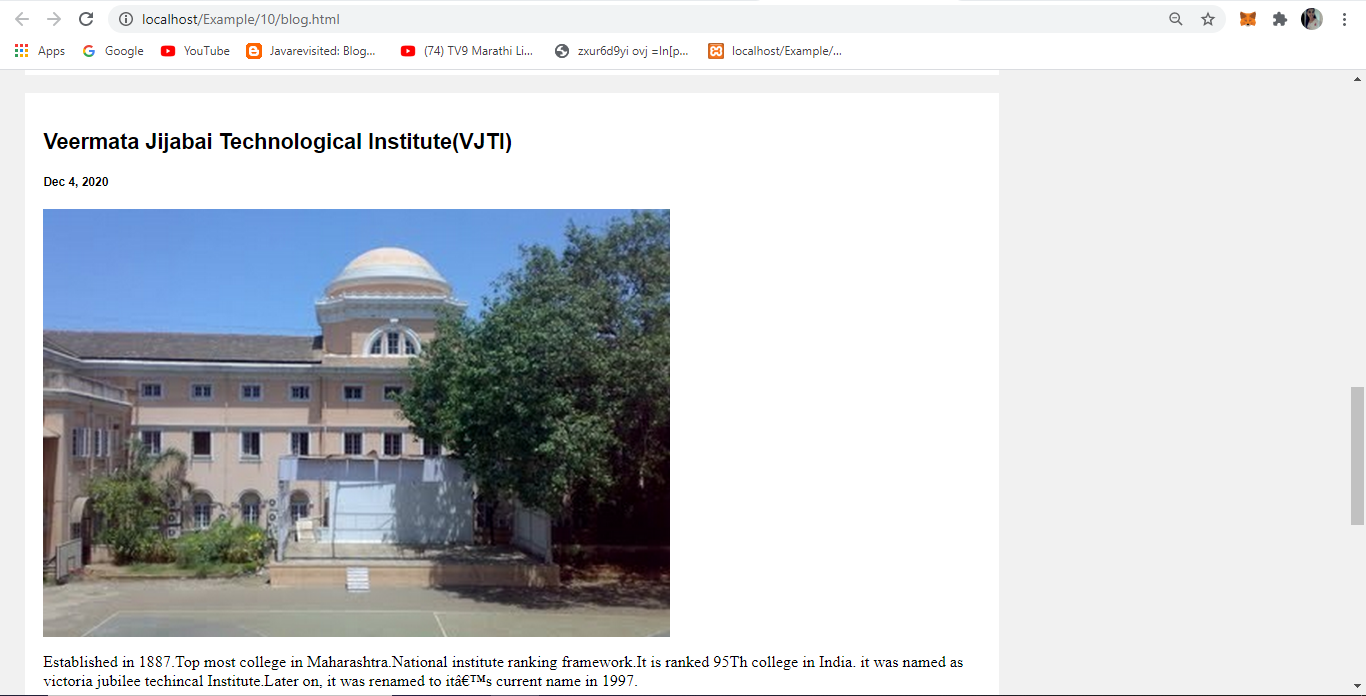 localhost/Example/10/blog.html
Apps Google YouTube Javarevisited: Blog... (74) TV9 Marathi Li... zxur6d9yi ovj =ln[p... localhost/Example/...
Veermata Jijabai Technological Institute(VJTI)
Dec 4, 2020
Established in 1887.Top most college in Maharashtra.National institute ranking framework.It is ranked 95Th college in India. it was named as
victoria jubilee techincal Institute.Later on, it was renamed to itâ€™s current name in 1997.